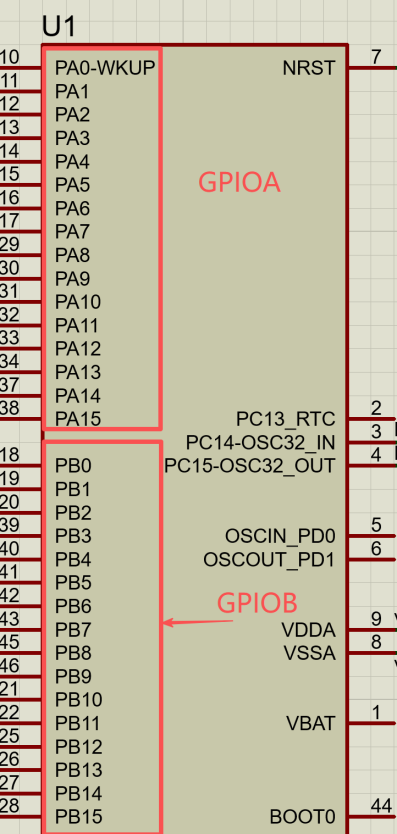 U1
10 PA0-WKUP NRST 7
11 PA1
12 PA2
13 PA3
14 PA4
15 PA5 GPIOA
16 PA6
17 PA7
29 PA8
30 PA9
31 PA10
32 PA11
33 PA12
34 PA13
37 PA14
38 PA15 PC13_RTC 2
PC14-OSC32_IN 3
18 PB0 PC15-OSC32_OUT 4
19 PB1
20 PB2
39 PB3 OSCIN_PD0 5
40 PB4 OSCOUT_PD1 6
41 PB5
42 PB6 GPIOB
43 PB7 VDDA 9
45 PB8 VSSA 8
46 PB9
21 PB10
22 PB11 VBAT 1
25 PB12
26 PB13
27 PB14
28 PB15 BOOT0 44